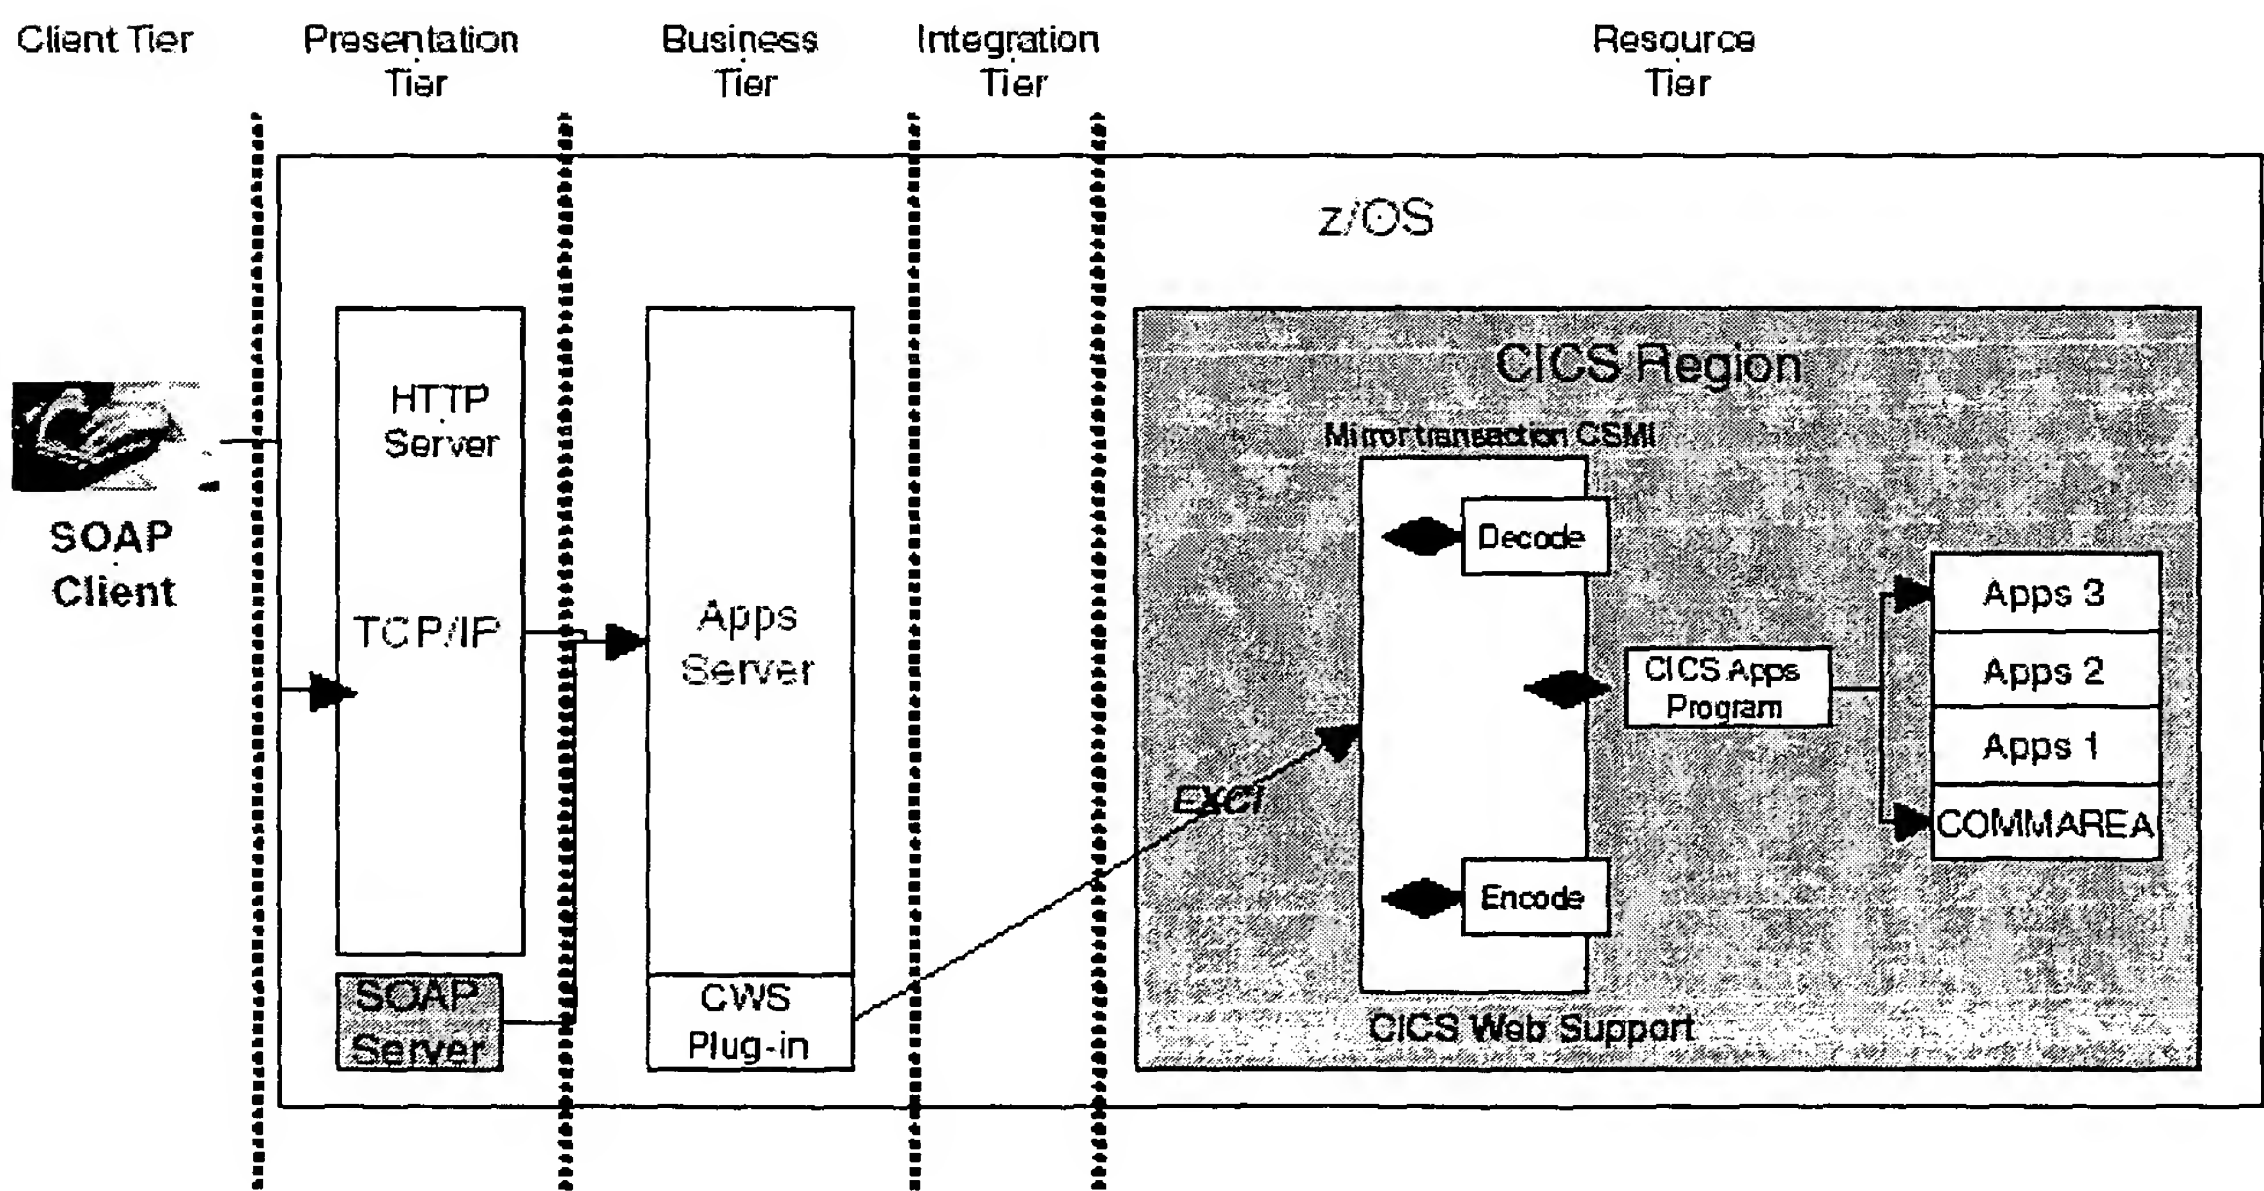 Client Tier
Presentation
Tier
Business
Tier
Integration
Tier
Resource
Tier
z/OS
CICS Region
Mirror transaction CSMI
HTTP
Server
SOAP
Client
Decode
TCP/IP
Apps
Server
CICS Apps
Program
Apps 3
Apps 2
Apps 1
COMMAREA
EXCI
Encode
SOAP
Server
CWS
Plug-in
CICS Web Support